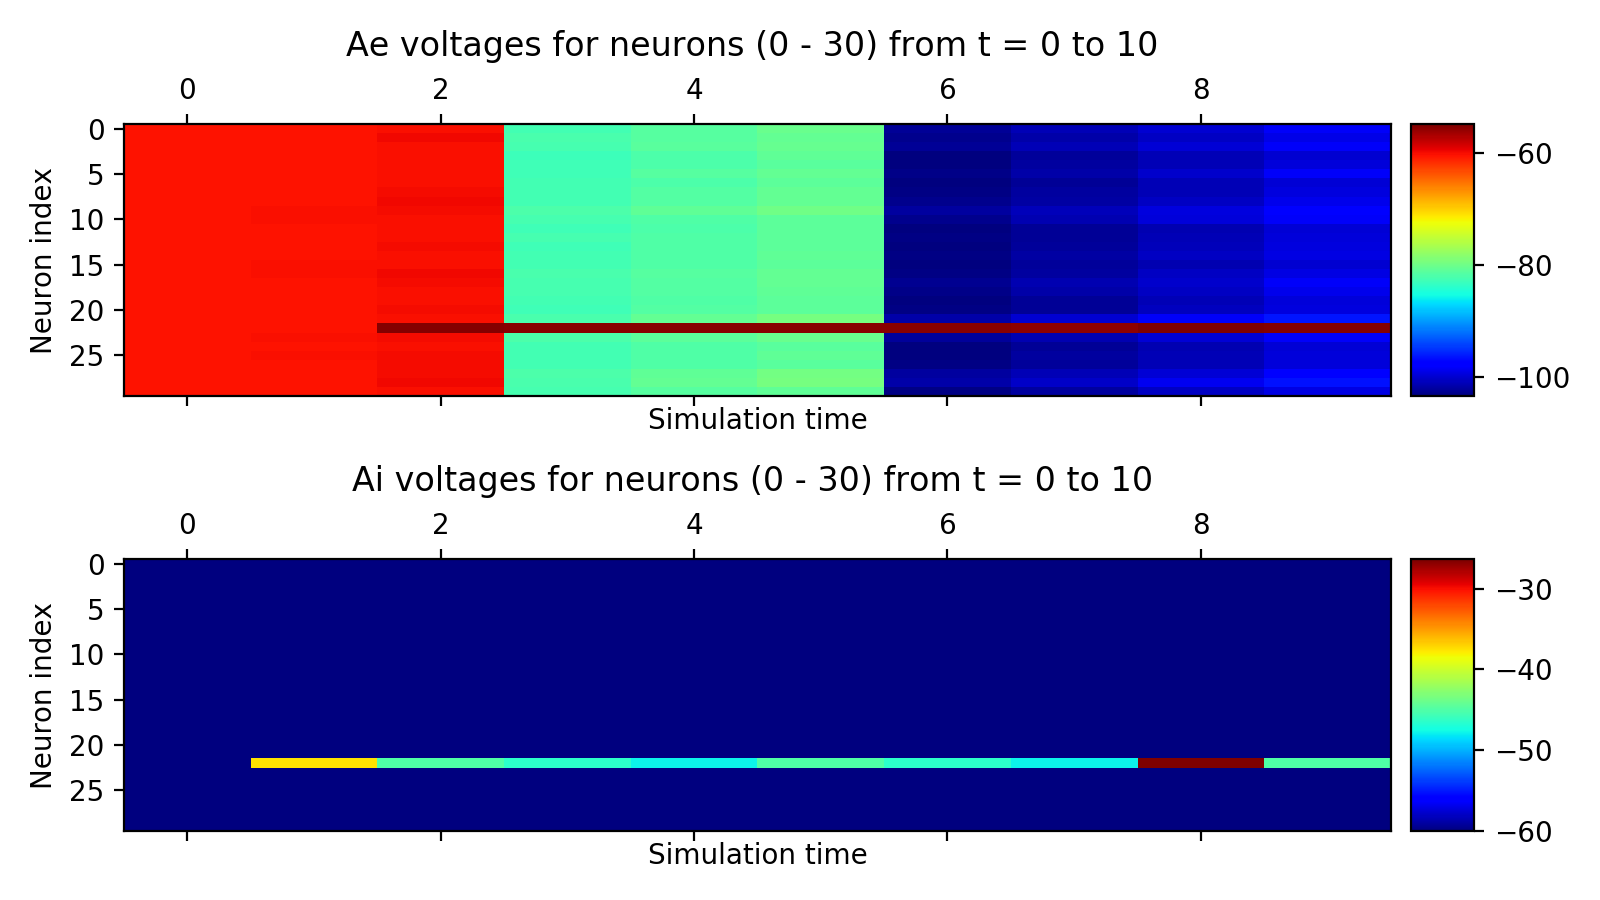 Ae voltages for neurons (0 - 30) from t = 0 to 10
0 2 4 6 8
0
5
10
15
20
25
Neuron index
Simulation time
−60
−80
−100
Ai voltages for neurons (0 - 30) from t = 0 to 10
0 2 4 6 8
0
5
10
15
20
25
Neuron index
Simulation time
−30
−40
−50
−60